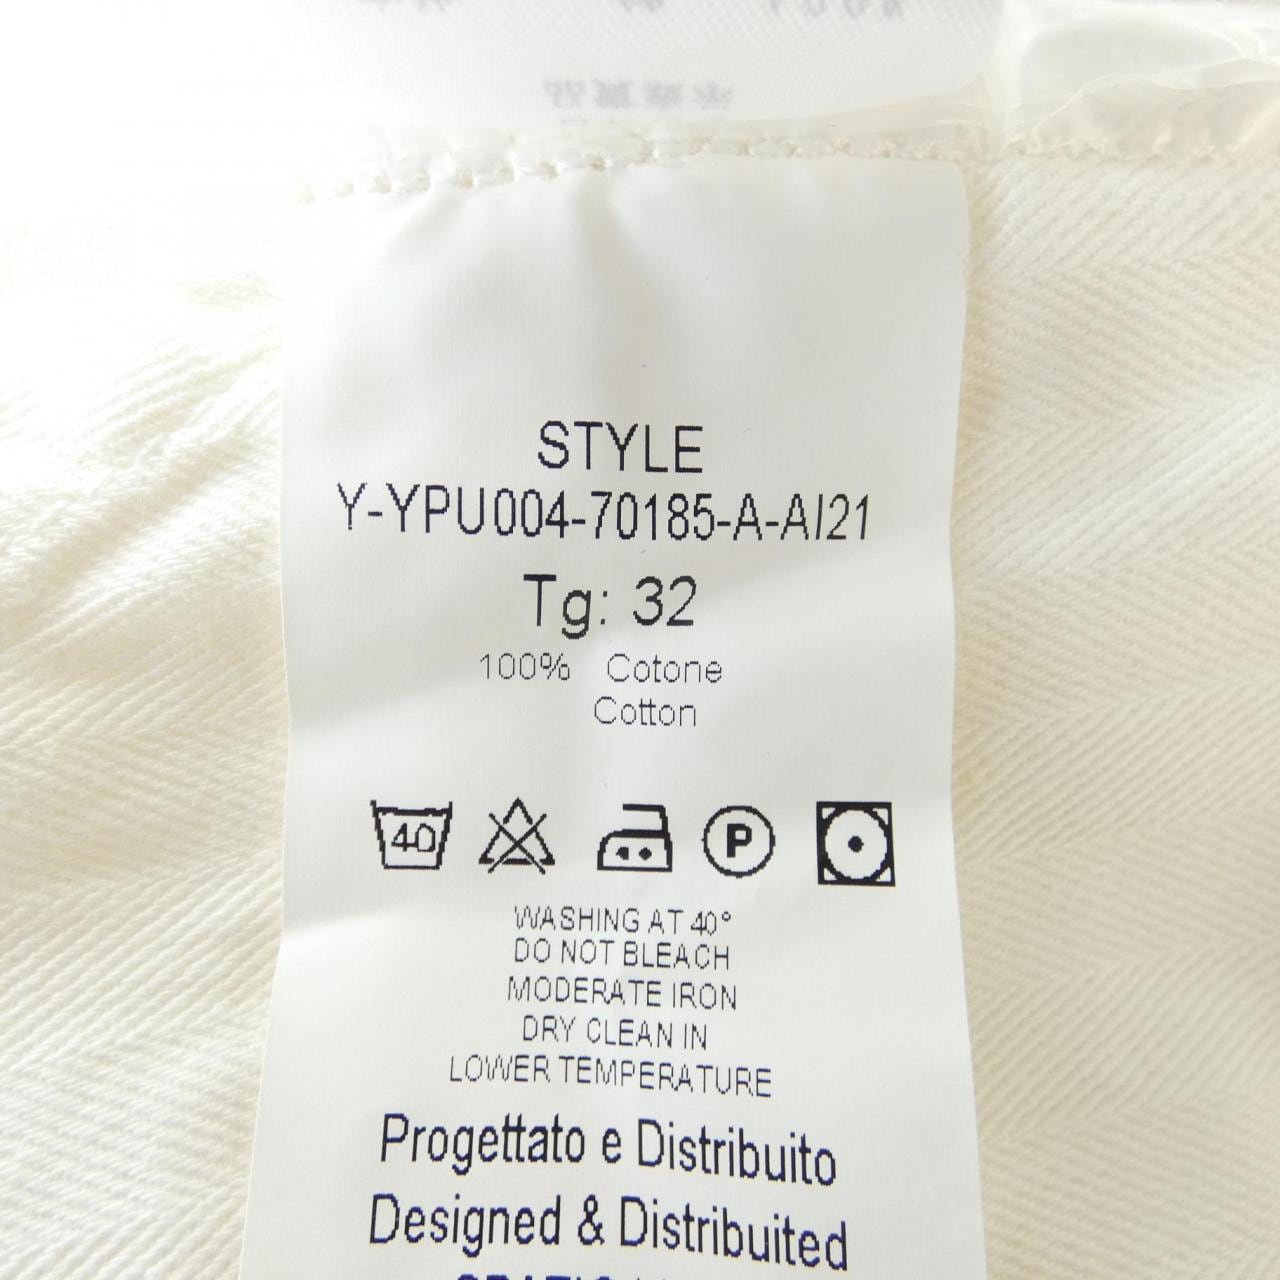 STYLE
Y-YPU004-70185-A-AI21
Tg: 32
100% Cotone
Cotton
40
P
WASHING AT 40°
DO NOT BLEACH
MODERATE IRON
DRY CLEAN IN
LOWER TEMPERATURE
Progettato e Distribuito
Designed & Distribuited